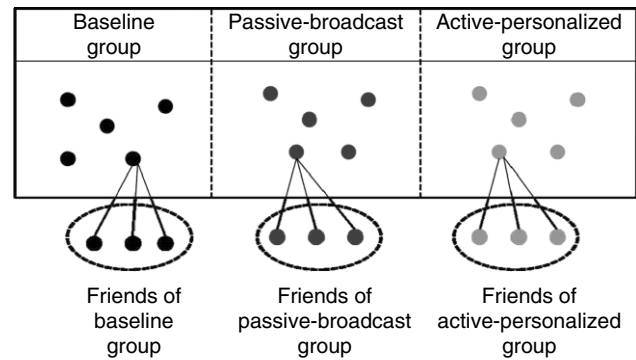 Baseline
group
Passive-broadcast
group
Active-personalized
group
Friends of
baseline
group
Friends of
passive-broadcast
group
Friends of
active-personalized
group